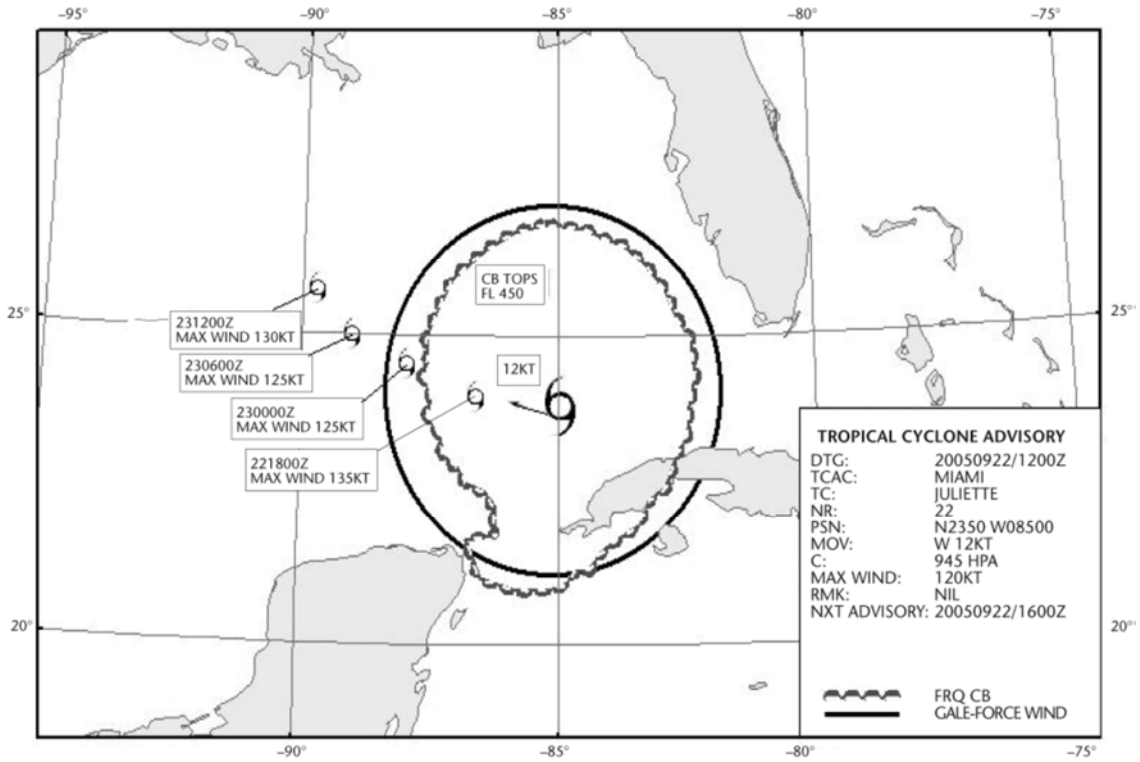 –95°
–90°
–85°
–80°
–75°
CB TOPS
FL 450
25°
25°
231200Z
MAX WIND 130KT
230600Z
MAX WIND 125KT
12KT
230000Z
MAX WIND 125KT
221800Z
MAX WIND 135KT
TROPICAL CYCLONE ADVISORY
DTG: 20050922/1200Z
TCAC: MIAMI
TC: JULIETTE
NR: 22
PSN: N2350 W08500
MOV: W 12KT
C: 945 HPA
MAX WIND: 120KT
RMK: NIL
NXT ADVISORY: 20050922/1600Z
20°
20°
FRQ CB
GALE-FORCE WIND
–90°
–85°
–80°
–75°